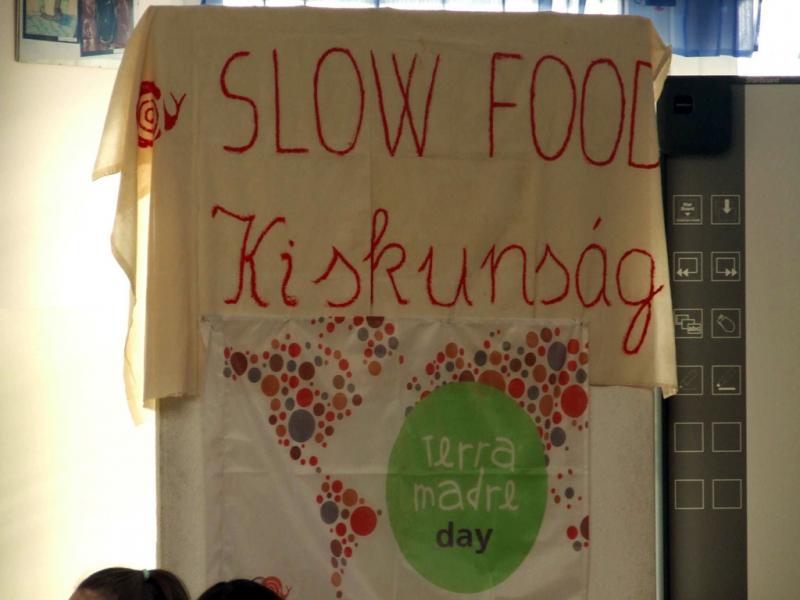 SLOW FOOD
Kiskunság
terra
madre
day